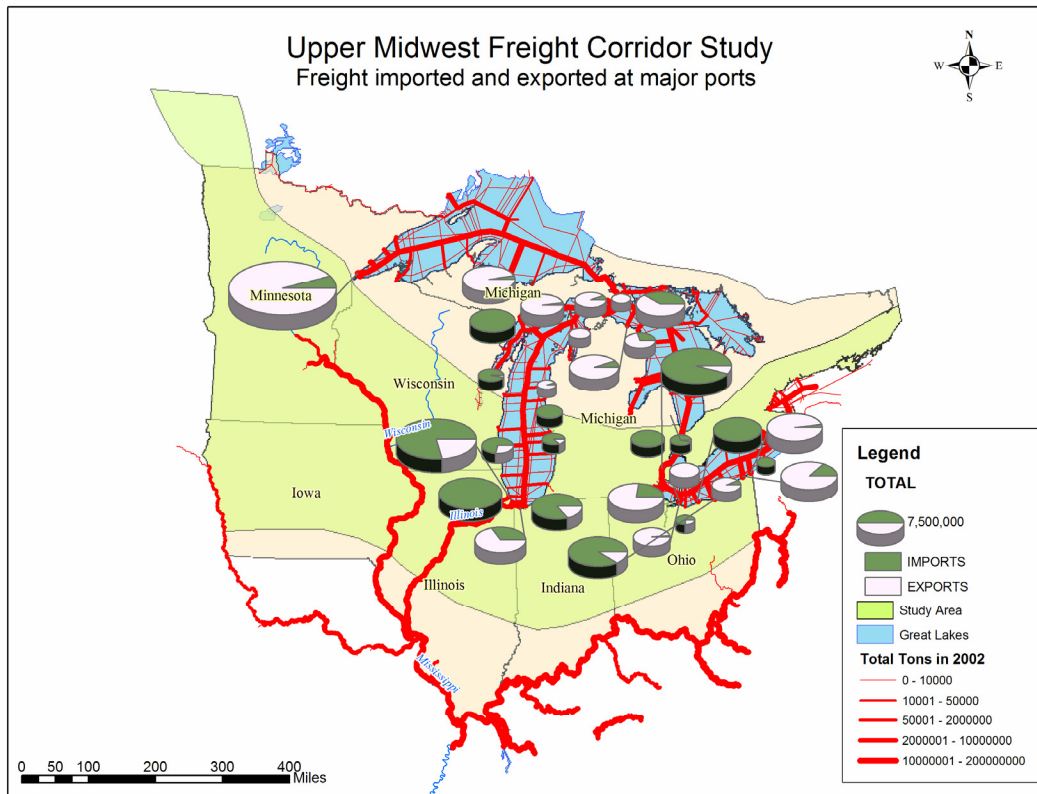 Upper Midwest Freight Corridor Study
Freight imported and exported at major ports
N
W E
S
Minnesota
Michigan
Wisconsin
Michigan
Wisconsin
Iowa
Illinois
Ohio
Illinois
Indiana
Mississippi
Legend
TOTAL
7,500,000
IMPORTS
EXPORTS
Study Area
Great Lakes
Total Tons in 2002
0 - 10000
10001 - 50000
50001 - 2000000
2000001 - 10000000
10000001 - 200000000
0 50 100 200 300 400
Miles